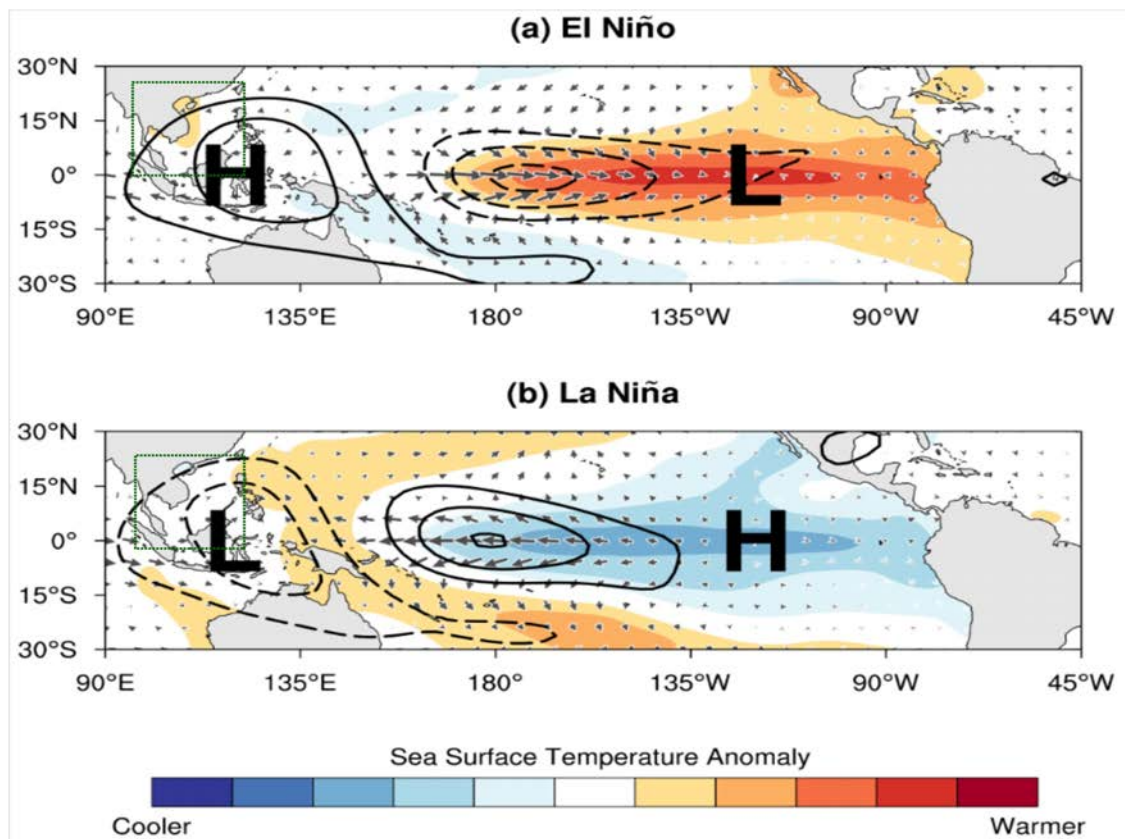 (a) El Niño
30°N
15°N
0°
15°S
30°S
H
L
90°E 135°E 180° 135°W 90°W 45°W
(b) La Niña
30°N
15°N
0°
15°S
30°S
L
H
90°E 135°E 180° 135°W 90°W 45°W
Sea Surface Temperature Anomaly
Cooler Warmer